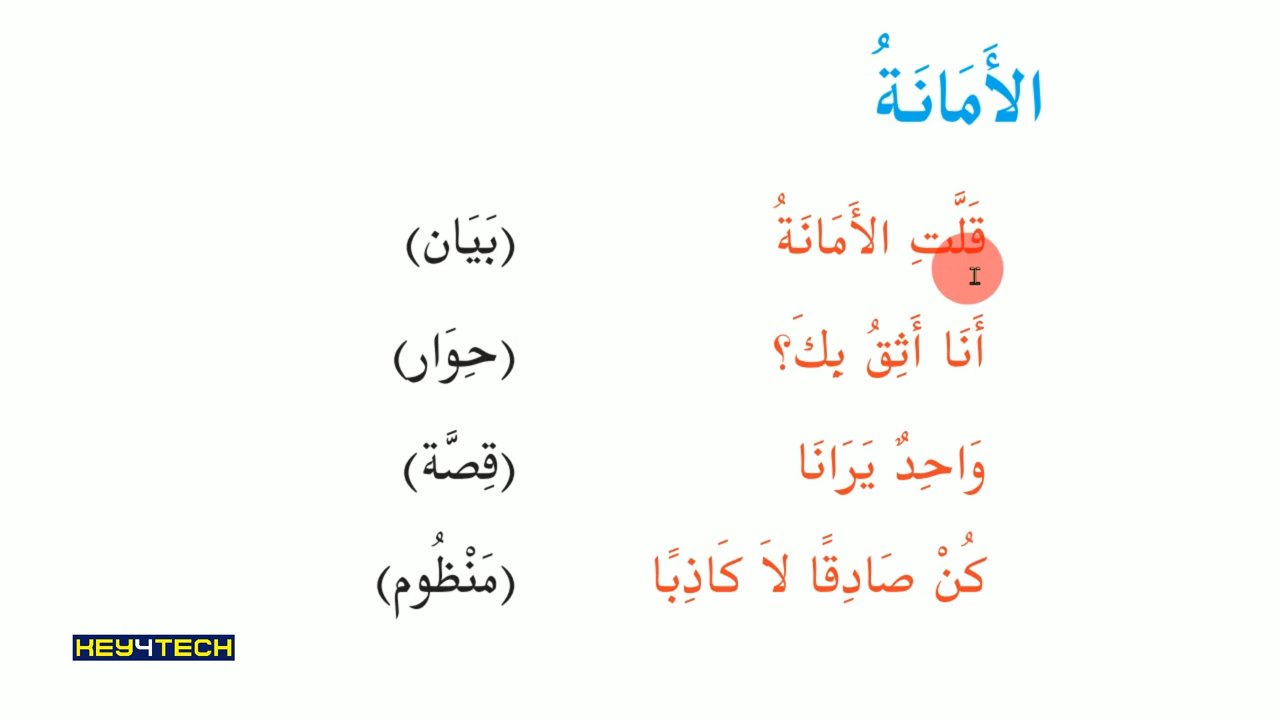 الأَمَانَةُ
قَلَّتِ الأَمَانَةُ (بَيَان)
أَنَا أَثِقُ بِكَ؟ (حِوَار)
وَاحِدٌ يَرَانَا (قِصَّة)
كُنْ صَادِقًا لاَ كَاذِبًا (مَنْظُوم)
KEY4TECH